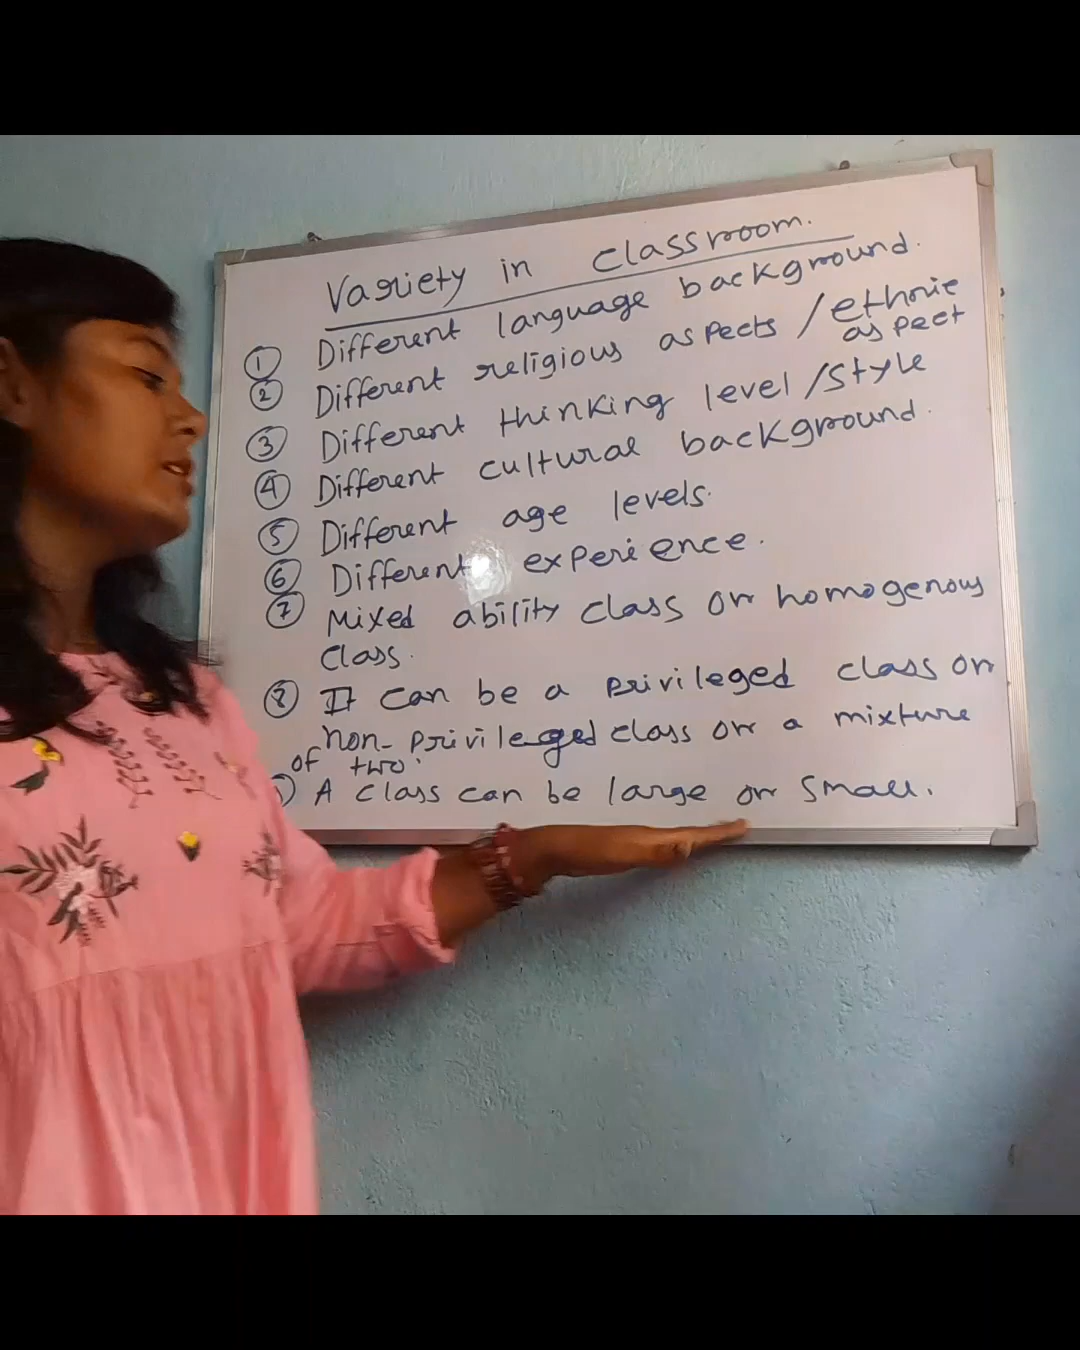 Variety in classroom.
① Different language background.
② Different religious aspects / ethnic
aspect
③ Different thinking level / style
④ Different cultural background.
⑤ Different age levels.
⑥ Different experience.
⑦ Mixed ability class or homogenous
class.
⑧ It can be a privileged class or
non-privileged class or a mixture
of two.
A class can be large or small.